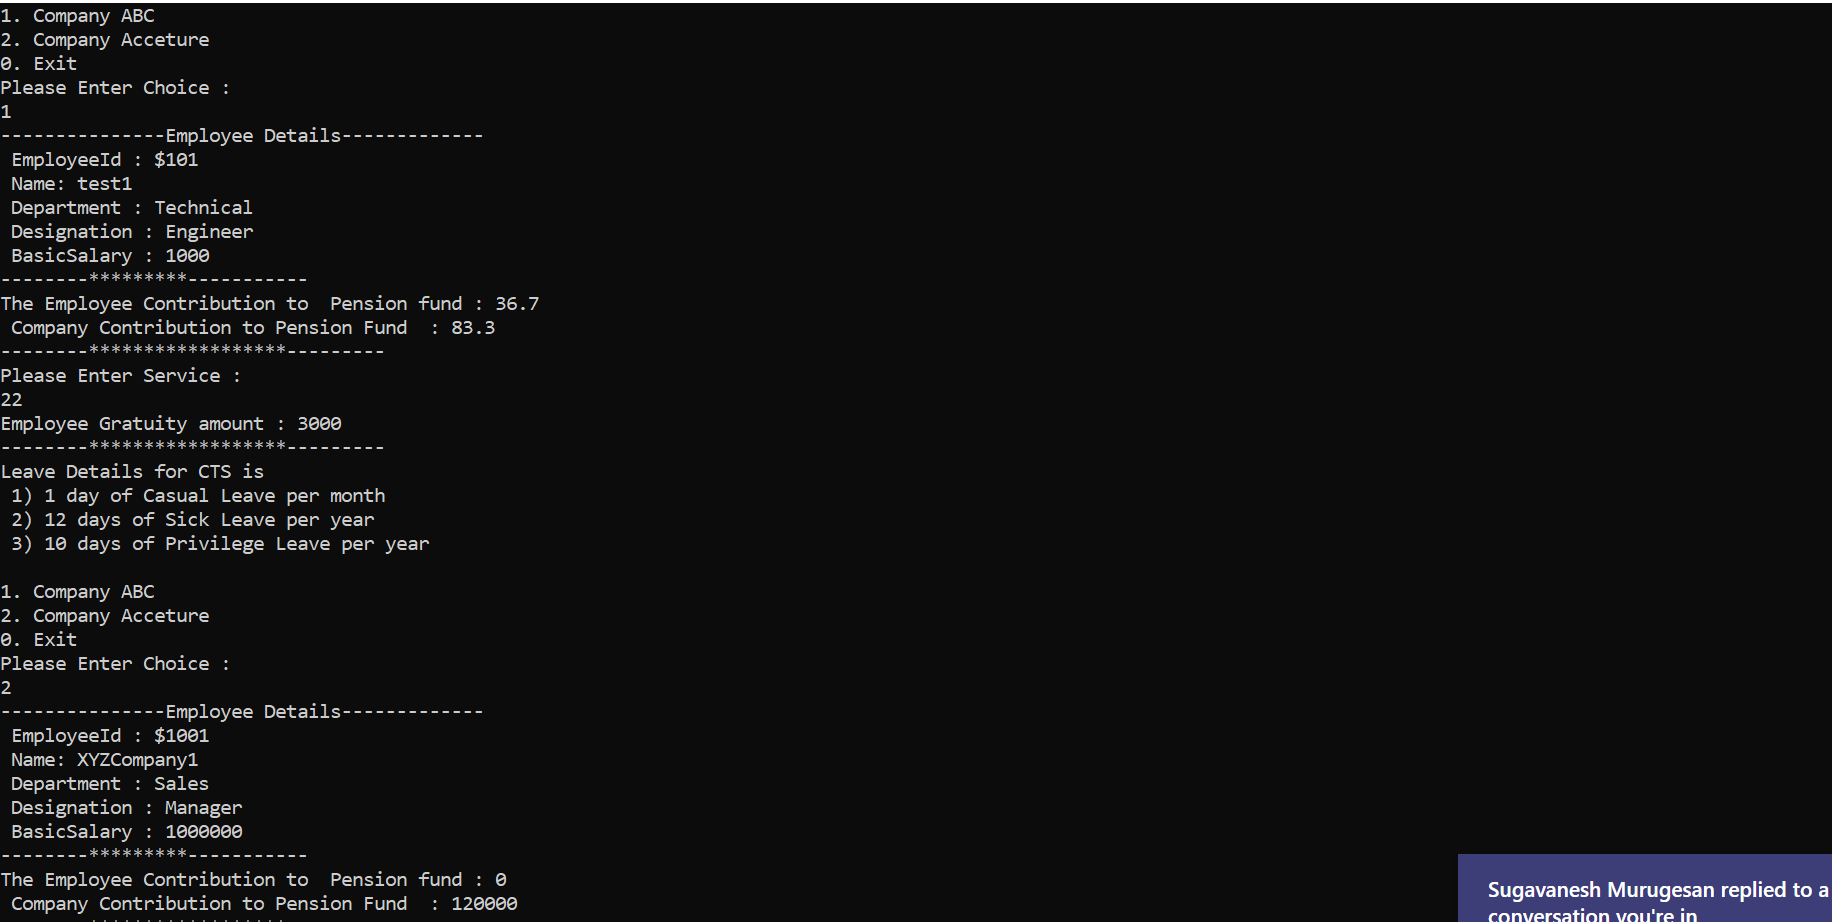 1. Company ABC
2. Company Acceture
0. Exit
Please Enter Choice :
1
---------------Employee Details-------------
EmployeeId : $101
Name: test1
Department : Technical
Designation : Engineer
BasicSalary : 1000
--------*********-----------
The Employee Contribution to  Pension fund : 36.7
Company Contribution to Pension Fund  : 83.3
--------******************---------
Please Enter Service :
22
Employee Gratuity amount : 3000
--------******************---------
Leave Details for CTS is
1) 1 day of Casual Leave per month
2) 12 days of Sick Leave per year
3) 10 days of Privilege Leave per year
1. Company ABC
2. Company Acceture
0. Exit
Please Enter Choice :
2
---------------Employee Details-------------
EmployeeId : $1001
Name: XYZCompany1
Department : Sales
Designation : Manager
BasicSalary : 1000000
--------*********-----------
The Employee Contribution to  Pension fund : 0
Company Contribution to Pension Fund  : 120000
Sugavanesh Murugesan replied to a
conversation you're in